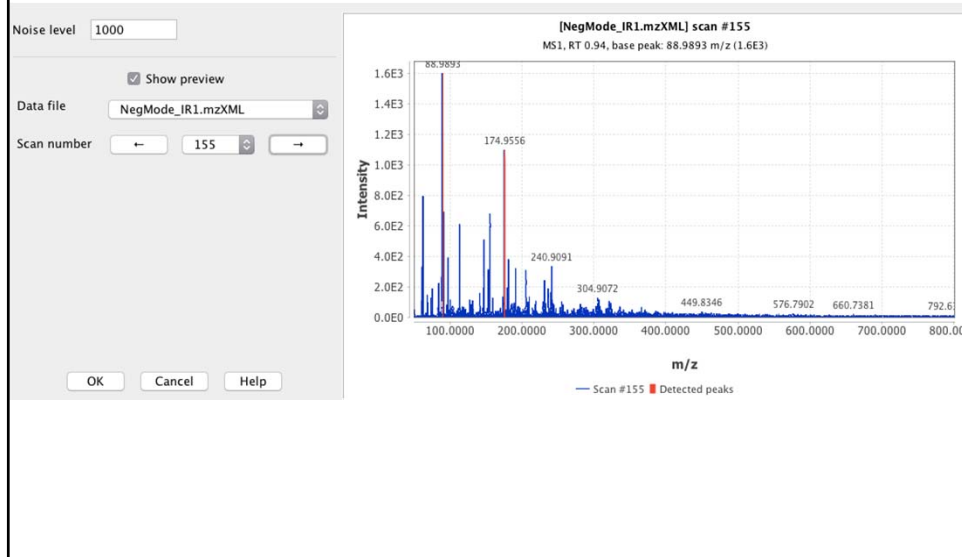 Noise level 1000
Show preview
Data file NegMode_IR1.mzXML
Scan number ← 155 →
OK Cancel Help
[NegMode_IR1.mzXML] scan #155
MS1, RT 0.94, base peak: 88.9893 m/z (1.6E3)
Intensity
1.6E3
1.4E3
1.2E3
1.0E3
8.0E2
6.0E2
4.0E2
2.0E2
0.0E0
88.9893
174.9556
240.9091
304.9072
449.8346
576.7902
660.7381
100.0000 200.0000 300.0000 400.0000 500.0000 600.0000 700.0000 800.0
m/z
Scan #155 Detected peaks